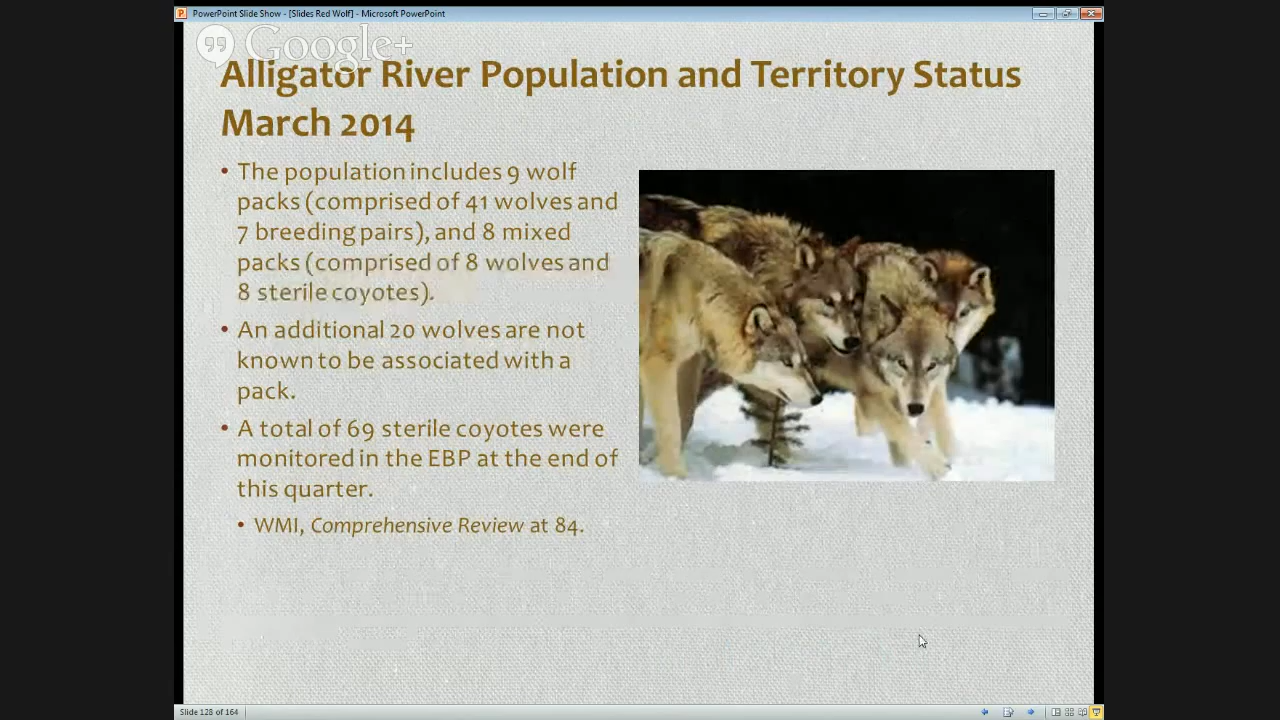 PowerPoint Slide Show - [Slides Red Wolf] - Microsoft PowerPoint
Google+
Alligator River Population and Territory Status
March 2014
• The population includes 9 wolf
packs (comprised of 41 wolves and
7 breeding pairs), and 8 mixed
packs (comprised of 8 wolves and
8 sterile coyotes).
• An additional 20 wolves are not
known to be associated with a
pack.
• A total of 69 sterile coyotes were
monitored in the EBP at the end of
this quarter.
• WMI, Comprehensive Review at 84.
Slide 128 of 164